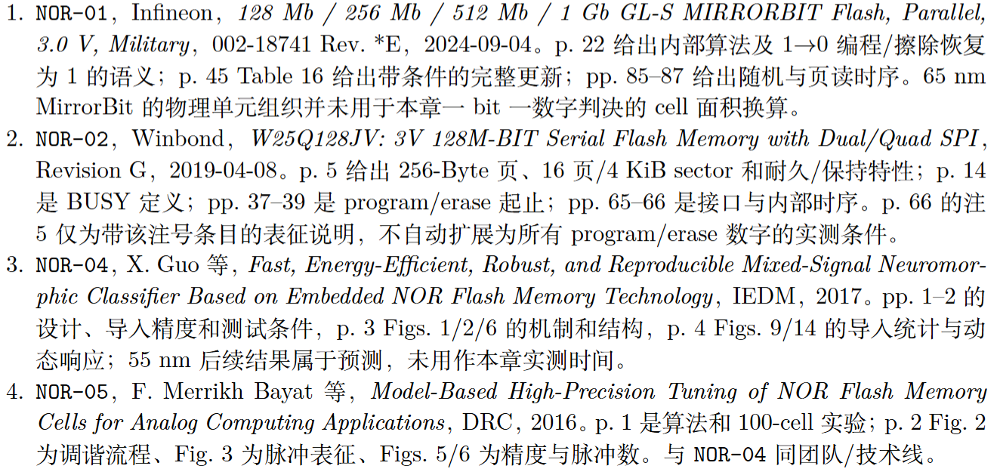 1. NOR-01, Infineon, 128 Mb / 256 Mb / 512 Mb / 1 Gb GL-S MIRRORBIT Flash, Parallel,
3.0 V, Military, 002-18741 Rev. *E, 2024-09-04。p. 22 给出内部算法及 1→0 编程/擦除恢复
为 1 的语义；p. 45 Table 16 给出带条件的完整更新；pp. 85–87 给出随机与页读时序。65 nm
MirrorBit 的物理单元组织并未用于本章一 bit 一数字判决的 cell 面积换算。
2. NOR-02, Winbond, W25Q128JV: 3V 128M-BIT Serial Flash Memory with Dual/Quad SPI,
Revision G, 2019-04-08。p. 5 给出 256-Byte 页、16 页/4 KiB sector 和耐久/保持特性；p. 14
是 BUSY 定义；pp. 37–39 是 program/erase 起止；pp. 65–66 是接口与内部时序。p. 66 的注
5 仅为带该注号条目的表征说明，不自动扩展为所有 program/erase 数字的实测条件。
3. NOR-04, X. Guo 等, Fast, Energy-Efficient, Robust, and Reproducible Mixed-Signal Neuromor-
phic Classifier Based on Embedded NOR Flash Memory Technology, IEDM, 2017。pp. 1–2 的
设计、导入精度和测试条件，p. 3 Figs. 1/2/6 的机制和结构，p. 4 Figs. 9/14 的导入统计与动
态响应；55 nm 后续结果属于预测，未用作本章实测时间。
4. NOR-05, F. Merrikh Bayat 等, Model-Based High-Precision Tuning of NOR Flash Memory
Cells for Analog Computing Applications, DRC, 2016。p. 1 是算法和 100-cell 实验；p. 2 Fig. 2
为调谐流程、Fig. 3 为脉冲表征、Figs. 5/6 为精度与脉冲数。与 NOR-04 同团队/技术线。